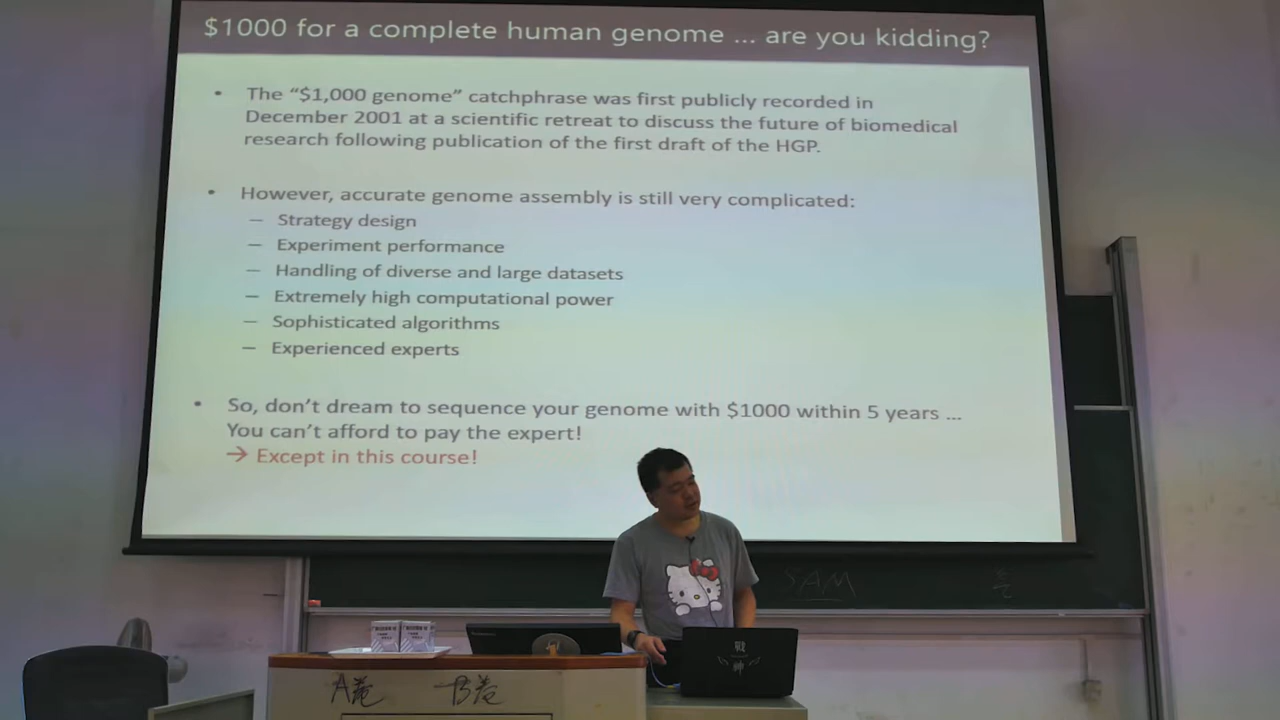 $1000 for a complete human genome ... are you kidding?
• The “$1,000 genome” catchphrase was first publicly recorded in
December 2001 at a scientific retreat to discuss the future of biomedical
research following publication of the first draft of the HGP.
• However, accurate genome assembly is still very complicated:
– Strategy design
– Experiment performance
– Handling of diverse and large datasets
– Extremely high computational power
– Sophisticated algorithms
– Experienced experts
• So, don’t dream to sequence your genome with $1000 within 5 years ...
You can’t afford to pay the expert!
→ Except in this course!
SAM
戰
神
A卷 B卷